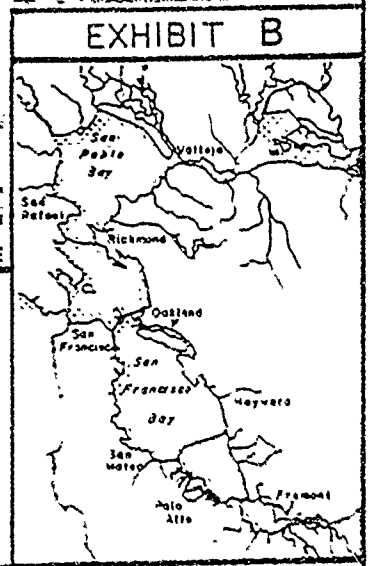 EXHIBIT B
San
Pablo
Bay
Vallejo
San
Rafael
Richmond
Oakland
San
Francisco
San
Francisco
Bay
Hayward
San
Mateo
Palo
Alto
Fremont